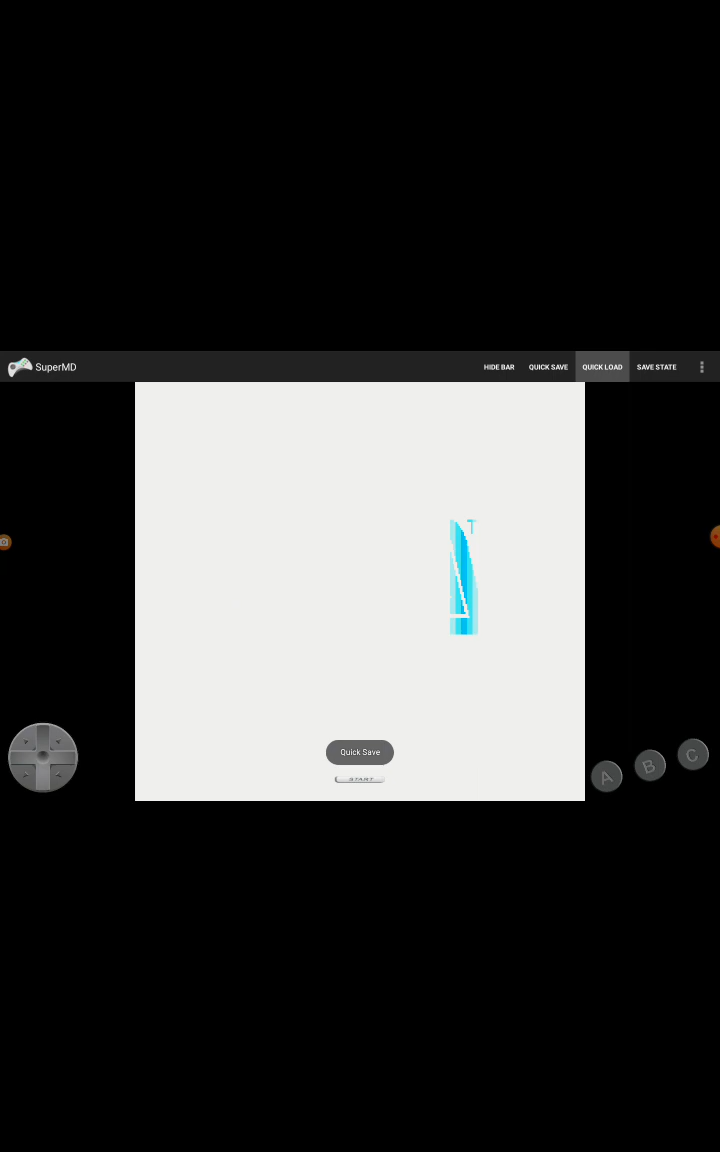 SuperMD
HIDE BAR
QUICK SAVE
QUICK LOAD
SAVE STATE
T
Quick Save
START
A
B
C